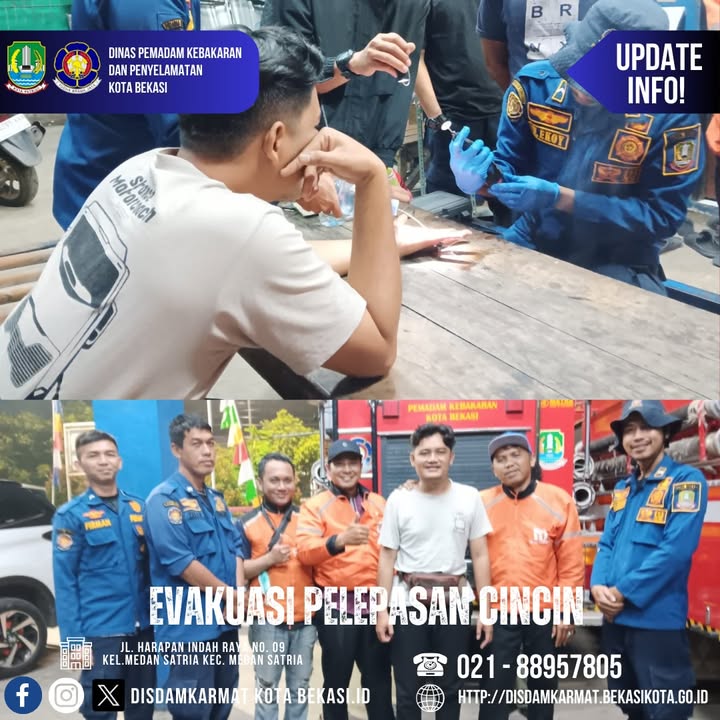 DINAS PEMADAM KEBAKARAN
DAN PENYELAMATAN
KOTA BEKASI
UPDATE
INFO!
B R
EKOY
PEMADAM KEBAKARAN
KOTA BEKASI
FIRMAN
EVAKUASI PELEPASAN CINCIN
JL. HARAPAN INDAH RAYA NO. 09
KEL.MEDAN SATRIA KEC. MEDAN SATRIA
021 - 88957805
DISDAMKARMAT KOTA BEKASI.ID
HTTP://DISDAMKARMAT.BEKASIKOTA.GO.ID